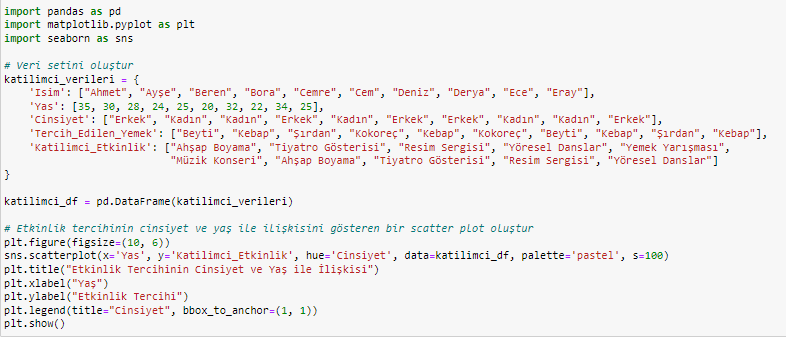 import pandas as pd
import matplotlib.pyplot as plt
import seaborn as sns
# Veri setini oluştur
katilimci_verileri = {
'Isim': ["Ahmet", "Ayşe", "Beren", "Bora", "Cemre", "Cem", "Deniz", "Derya", "Ece", "Eray"],
'Yas': [35, 30, 28, 24, 25, 20, 32, 22, 34, 25],
'Cinsiyet': ["Erkek", "Kadın", "Kadın", "Erkek", "Kadın", "Erkek", "Erkek", "Kadın", "Kadın", "Erkek"],
'Tercih_Edilen_Yemek': ["Beyti", "Kebap", "Şırdan", "Kokoreç", "Kebap", "Kokoreç", "Beyti", "Kebap", "Şırdan", "Kebap"],
'Katilimci_Etkinlik': ["Ahşap Boyama", "Tiyatro Gösterisi", "Resim Sergisi", "Yöresel Danslar", "Yemek Yarışması",
"Müzik Konseri", "Ahşap Boyama", "Tiyatro Gösterisi", "Resim Sergisi", "Yöresel Danslar"]
}
katilimci_df = pd.DataFrame(katilimci_verileri)
# Etkinlik tercihinin cinsiyet ve yaş ile ilişkisini gösteren bir scatter plot oluştur
plt.figure(figsize=(10, 6))
sns.scatterplot(x='Yas', y='Katilimci_Etkinlik', hue='Cinsiyet', data=katilimci_df, palette='pastel', s=100)
plt.title("Etkinlik Tercihinin Cinsiyet ve Yaş ile İlişkisi")
plt.xlabel("Yaş")
plt.ylabel("Etkinlik Tercihi")
plt.legend(title="Cinsiyet", bbox_to_anchor=(1, 1))
plt.show()